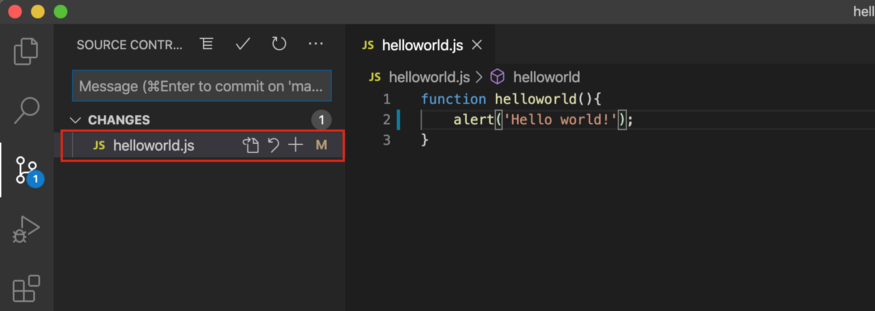 hell
SOURCE CONTR...
Message (⌘Enter to commit on 'ma...
CHANGES 1
JS helloworld.js M
1
JS helloworld.js
JS helloworld.js > helloworld
1 function helloworld(){
2 alert('Hello world!');
3 }